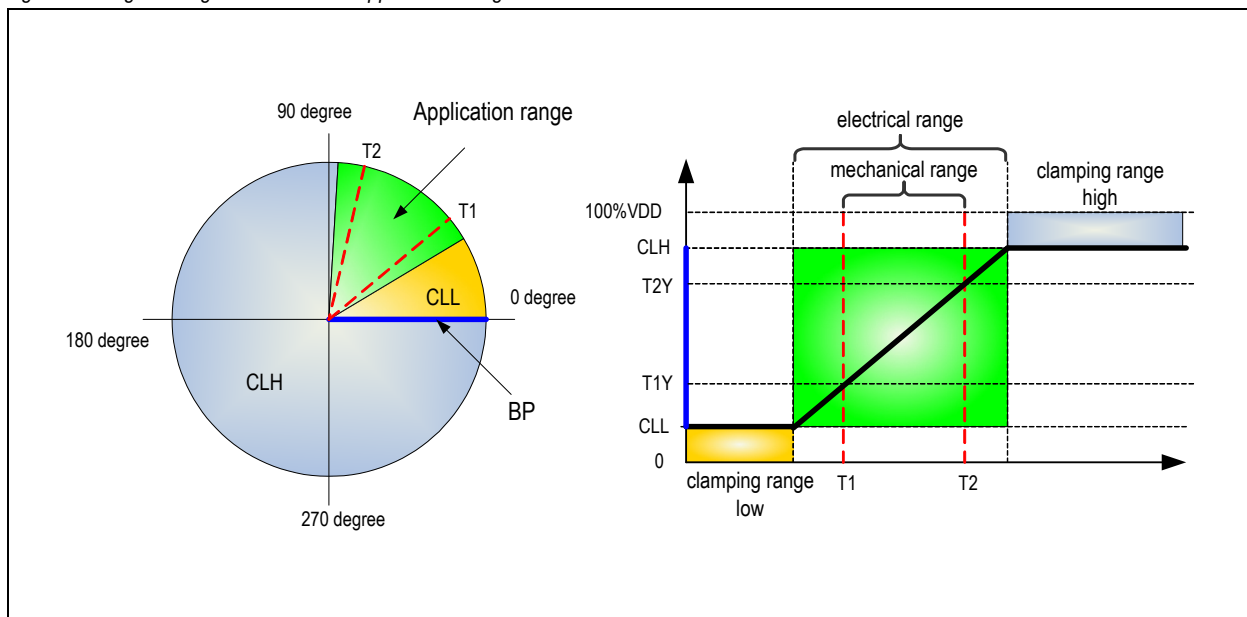 90 degree
Application range
T2
T1
0 degree
CLL
180 degree
CLH
BP
270 degree
electrical range
mechanical range
clamping range
high
100%VDD
CLH
T2Y
T1Y
CLL
0
clamping range
low
T1
T2